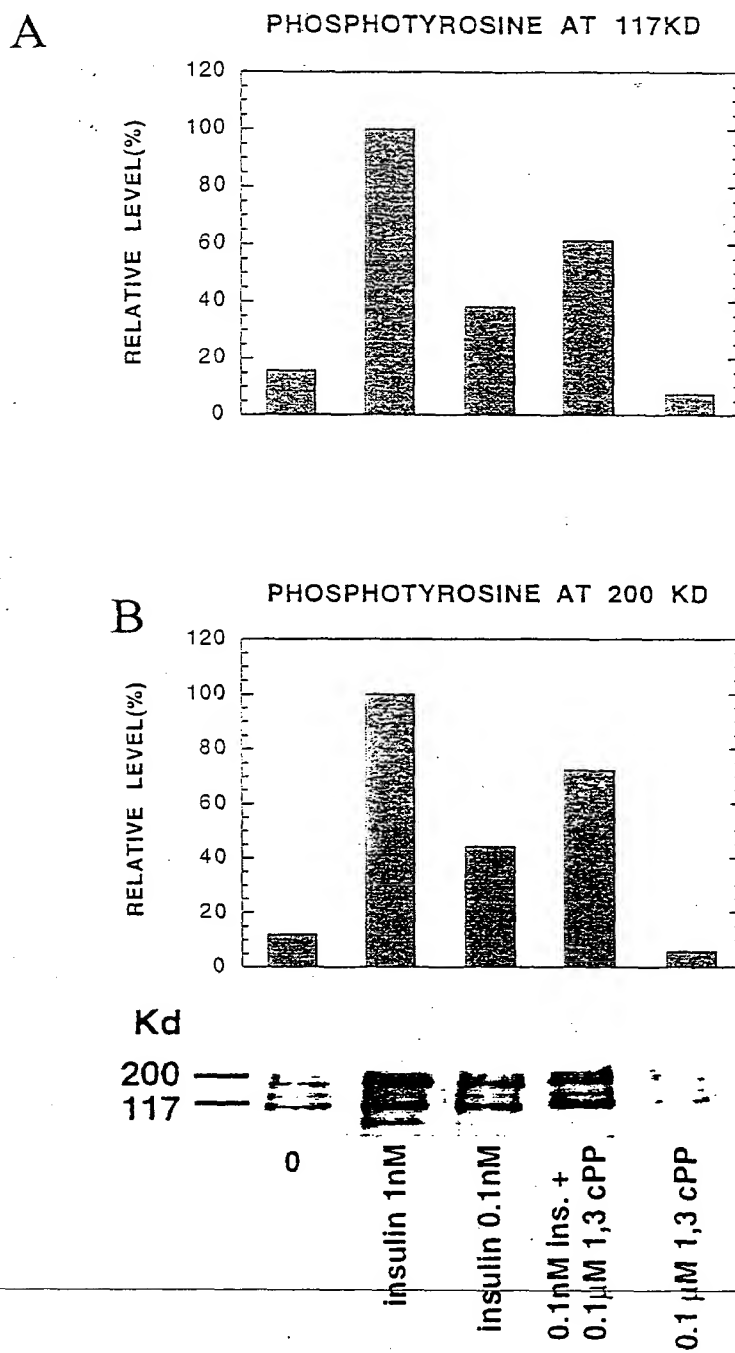 A
PHOSPHOTYROSINE AT 117KD
RELATIVE LEVEL(%)
120
100
80
60
40
20
0
B
PHOSPHOTYROSINE AT 200 KD
RELATIVE LEVEL(%)
120
100
80
60
40
20
0
Kd
200
117
0
insulin 1nM
insulin 0.1nM
0.1nM ins. +
0.1µM 1,3 cPP
0.1 µM 1,3 cPP